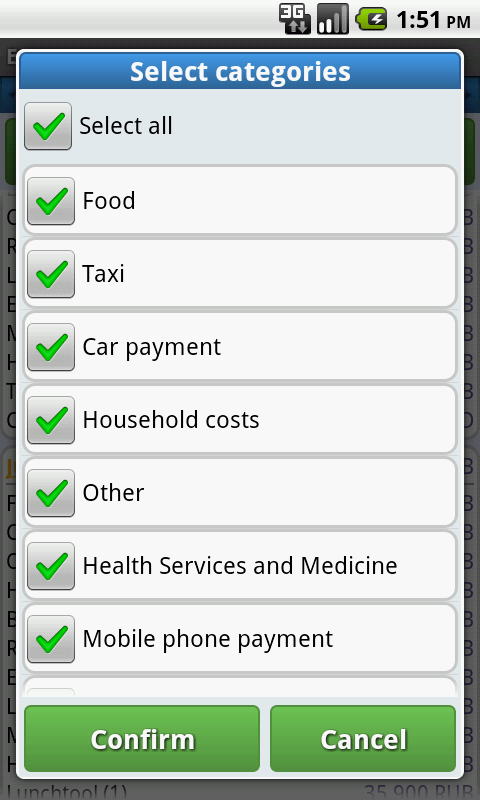 3G 1:51 PM
Select categories
Select all
Food
Taxi
Car payment
Household costs
Other
Health Services and Medicine
Mobile phone payment
Confirm
Cancel
Lunchtool (1) 35,900 RUB